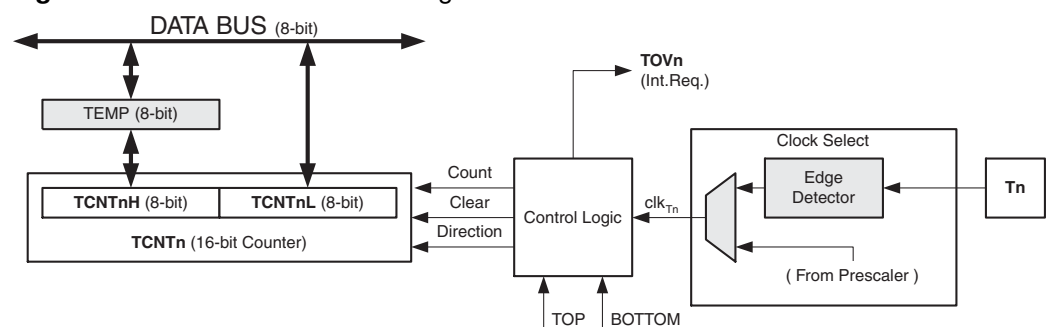 DATA BUS (8-bit)
TOVn
(Int.Req.)
TEMP (8-bit)
Clock Select
Count
Edge
Detector
Tn
TCNTnH (8-bit) TCNTnL (8-bit)
Clear
Control Logic
clkTn
TCNTn (16-bit Counter)
Direction
( From Prescaler )
TOP BOTTOM